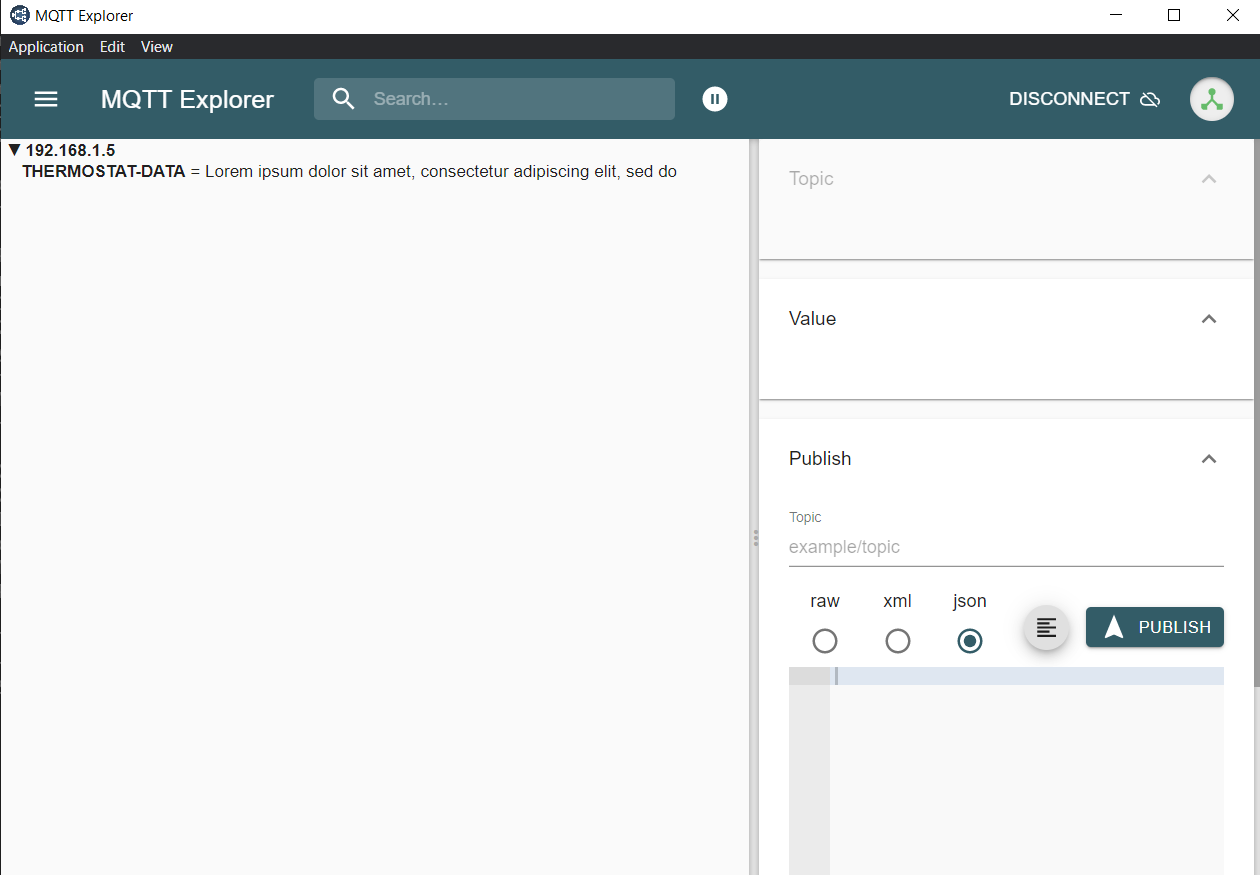 MQTT Explorer
Application Edit View
MQTT Explorer Search... DISCONNECT
▼ 192.168.1.5
THERMOSTAT-DATA = Lorem ipsum dolor sit amet, consectetur adipiscing elit, sed do
Topic
Value
Publish
Topic
example/topic
raw xml json
PUBLISH